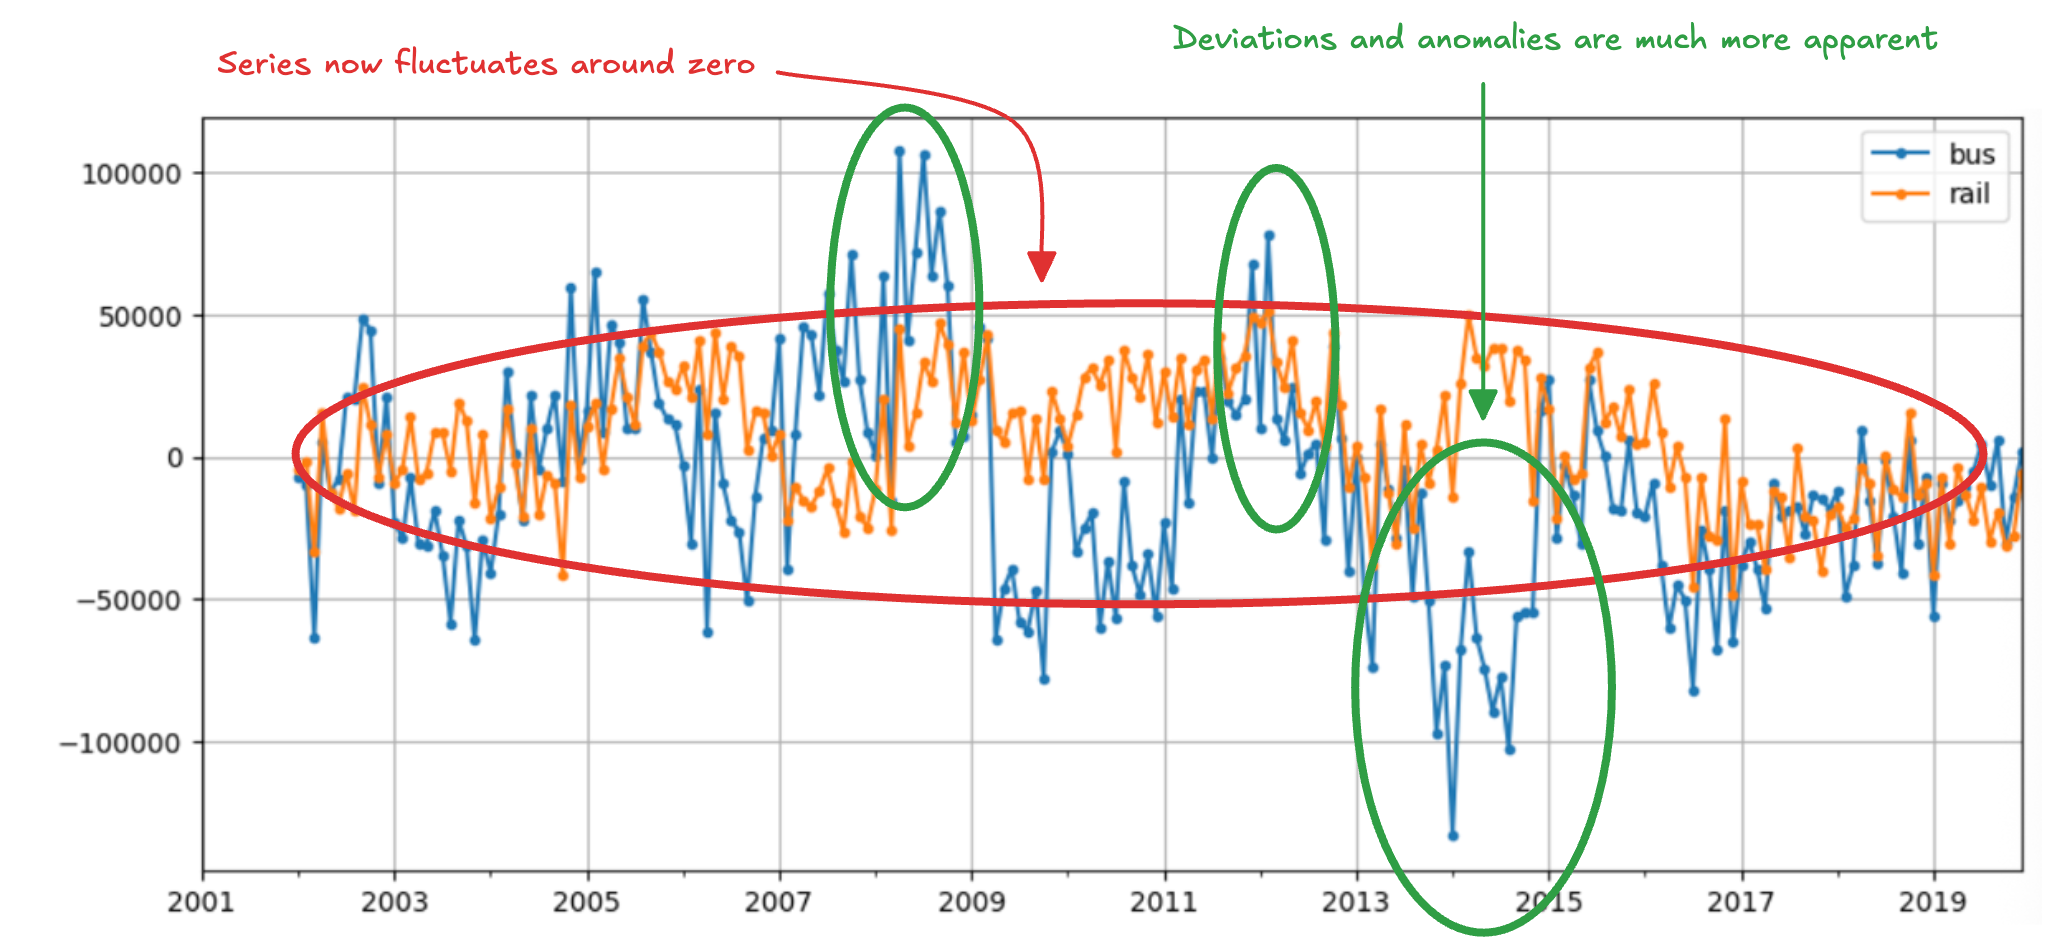 Deviations and anomalies are much more apparent
Series now fluctuates around zero
bus
rail
100000
50000
0
−50000
−100000
2001 2003 2005 2007 2009 2011 2013 2015 2017 2019